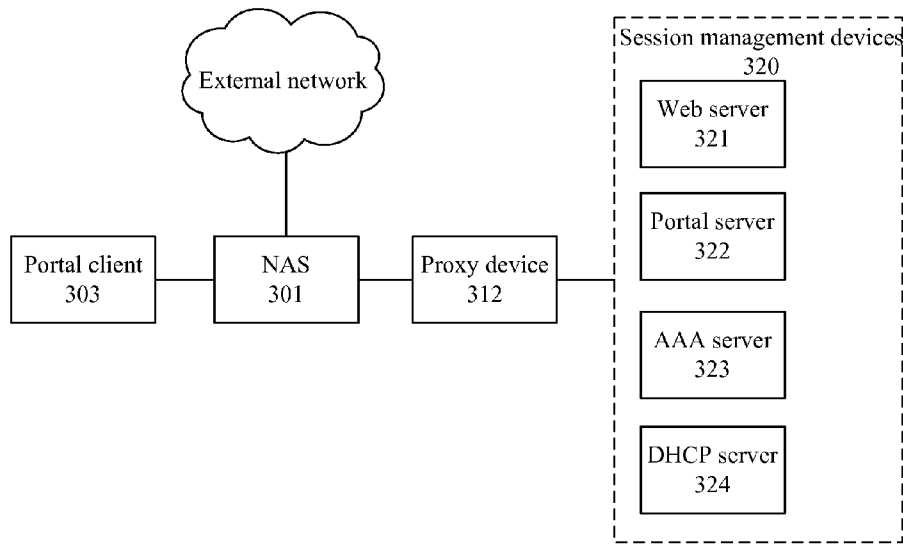 External network
Session management devices
320
Web server
321
Portal server
322
Portal client
303
NAS
301
Proxy device
312
AAA server
323
DHCP server
324